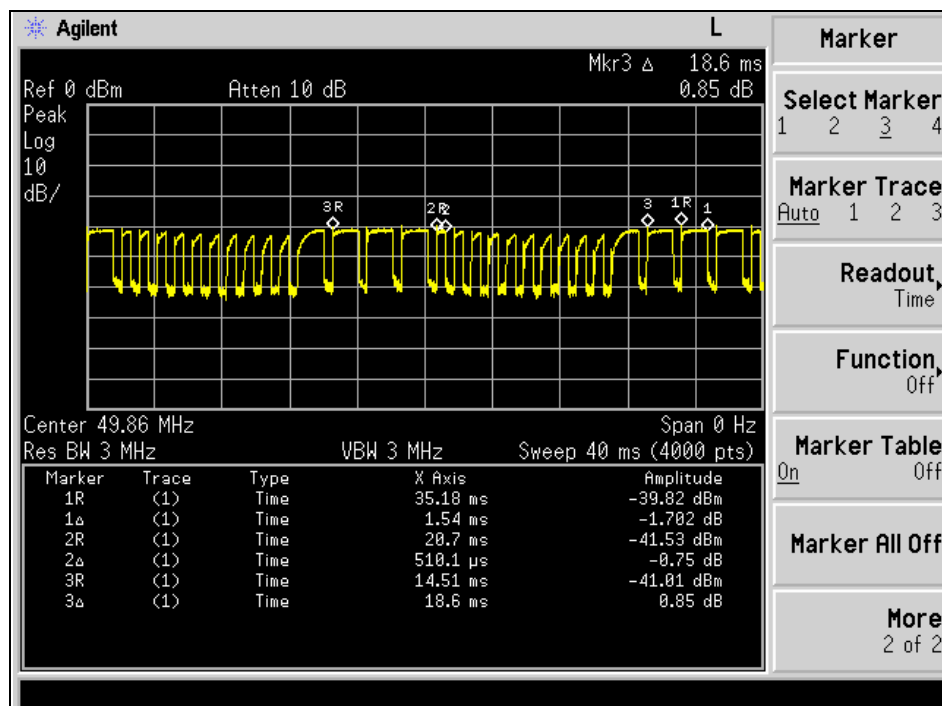 Agilent
L
Mkr3 Δ 18.6 ms
Ref 0 dBm Atten 10 dB 0.85 dB
Peak
Log
10
dB/
3R 2R 2 3 1R 1
Center 49.86 MHz Span 0 Hz
Res BW 3 MHz VBW 3 MHz Sweep 40 ms (4000 pts)
Marker Trace Type X Axis Amplitude
1R (1) Time 35.18 ms -39.82 dBm
1Δ (1) Time 1.54 ms -1.702 dB
2R (1) Time 20.7 ms -41.53 dBm
2Δ (1) Time 510.1 µs -0.75 dB
3R (1) Time 14.51 ms -41.01 dBm
3Δ (1) Time 18.6 ms 0.85 dB
Marker
Select Marker
1 2 3 4
Marker Trace
Auto 1 2 3
Readout
Time
Function
Off
Marker Table
On Off
Marker All Off
More
2 of 2